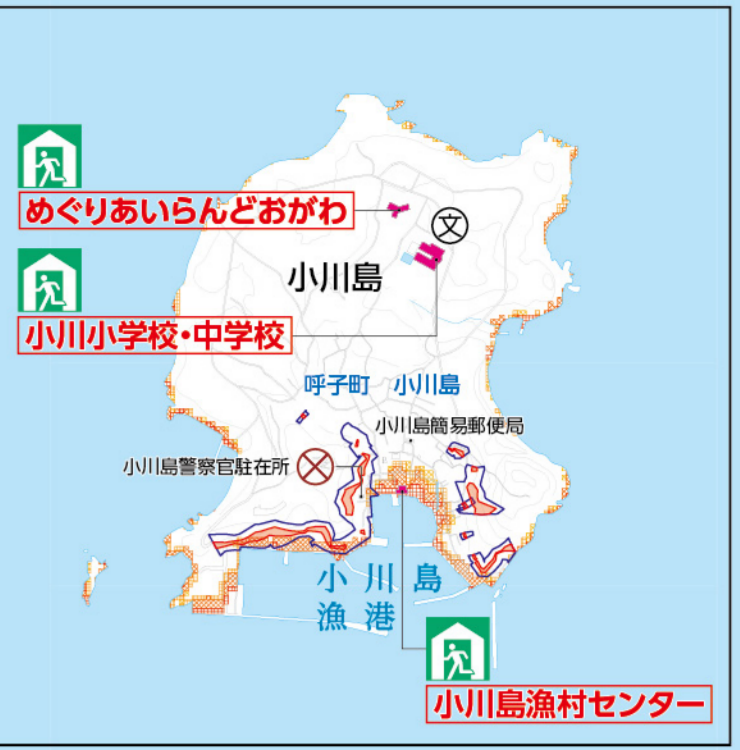 めぐりあいらんどおがわ
文
小川島
小川小学校・中学校
呼子町 小川島
小川島簡易郵便局
小川島警察官駐在所
小川島
漁港
小川島漁村センター